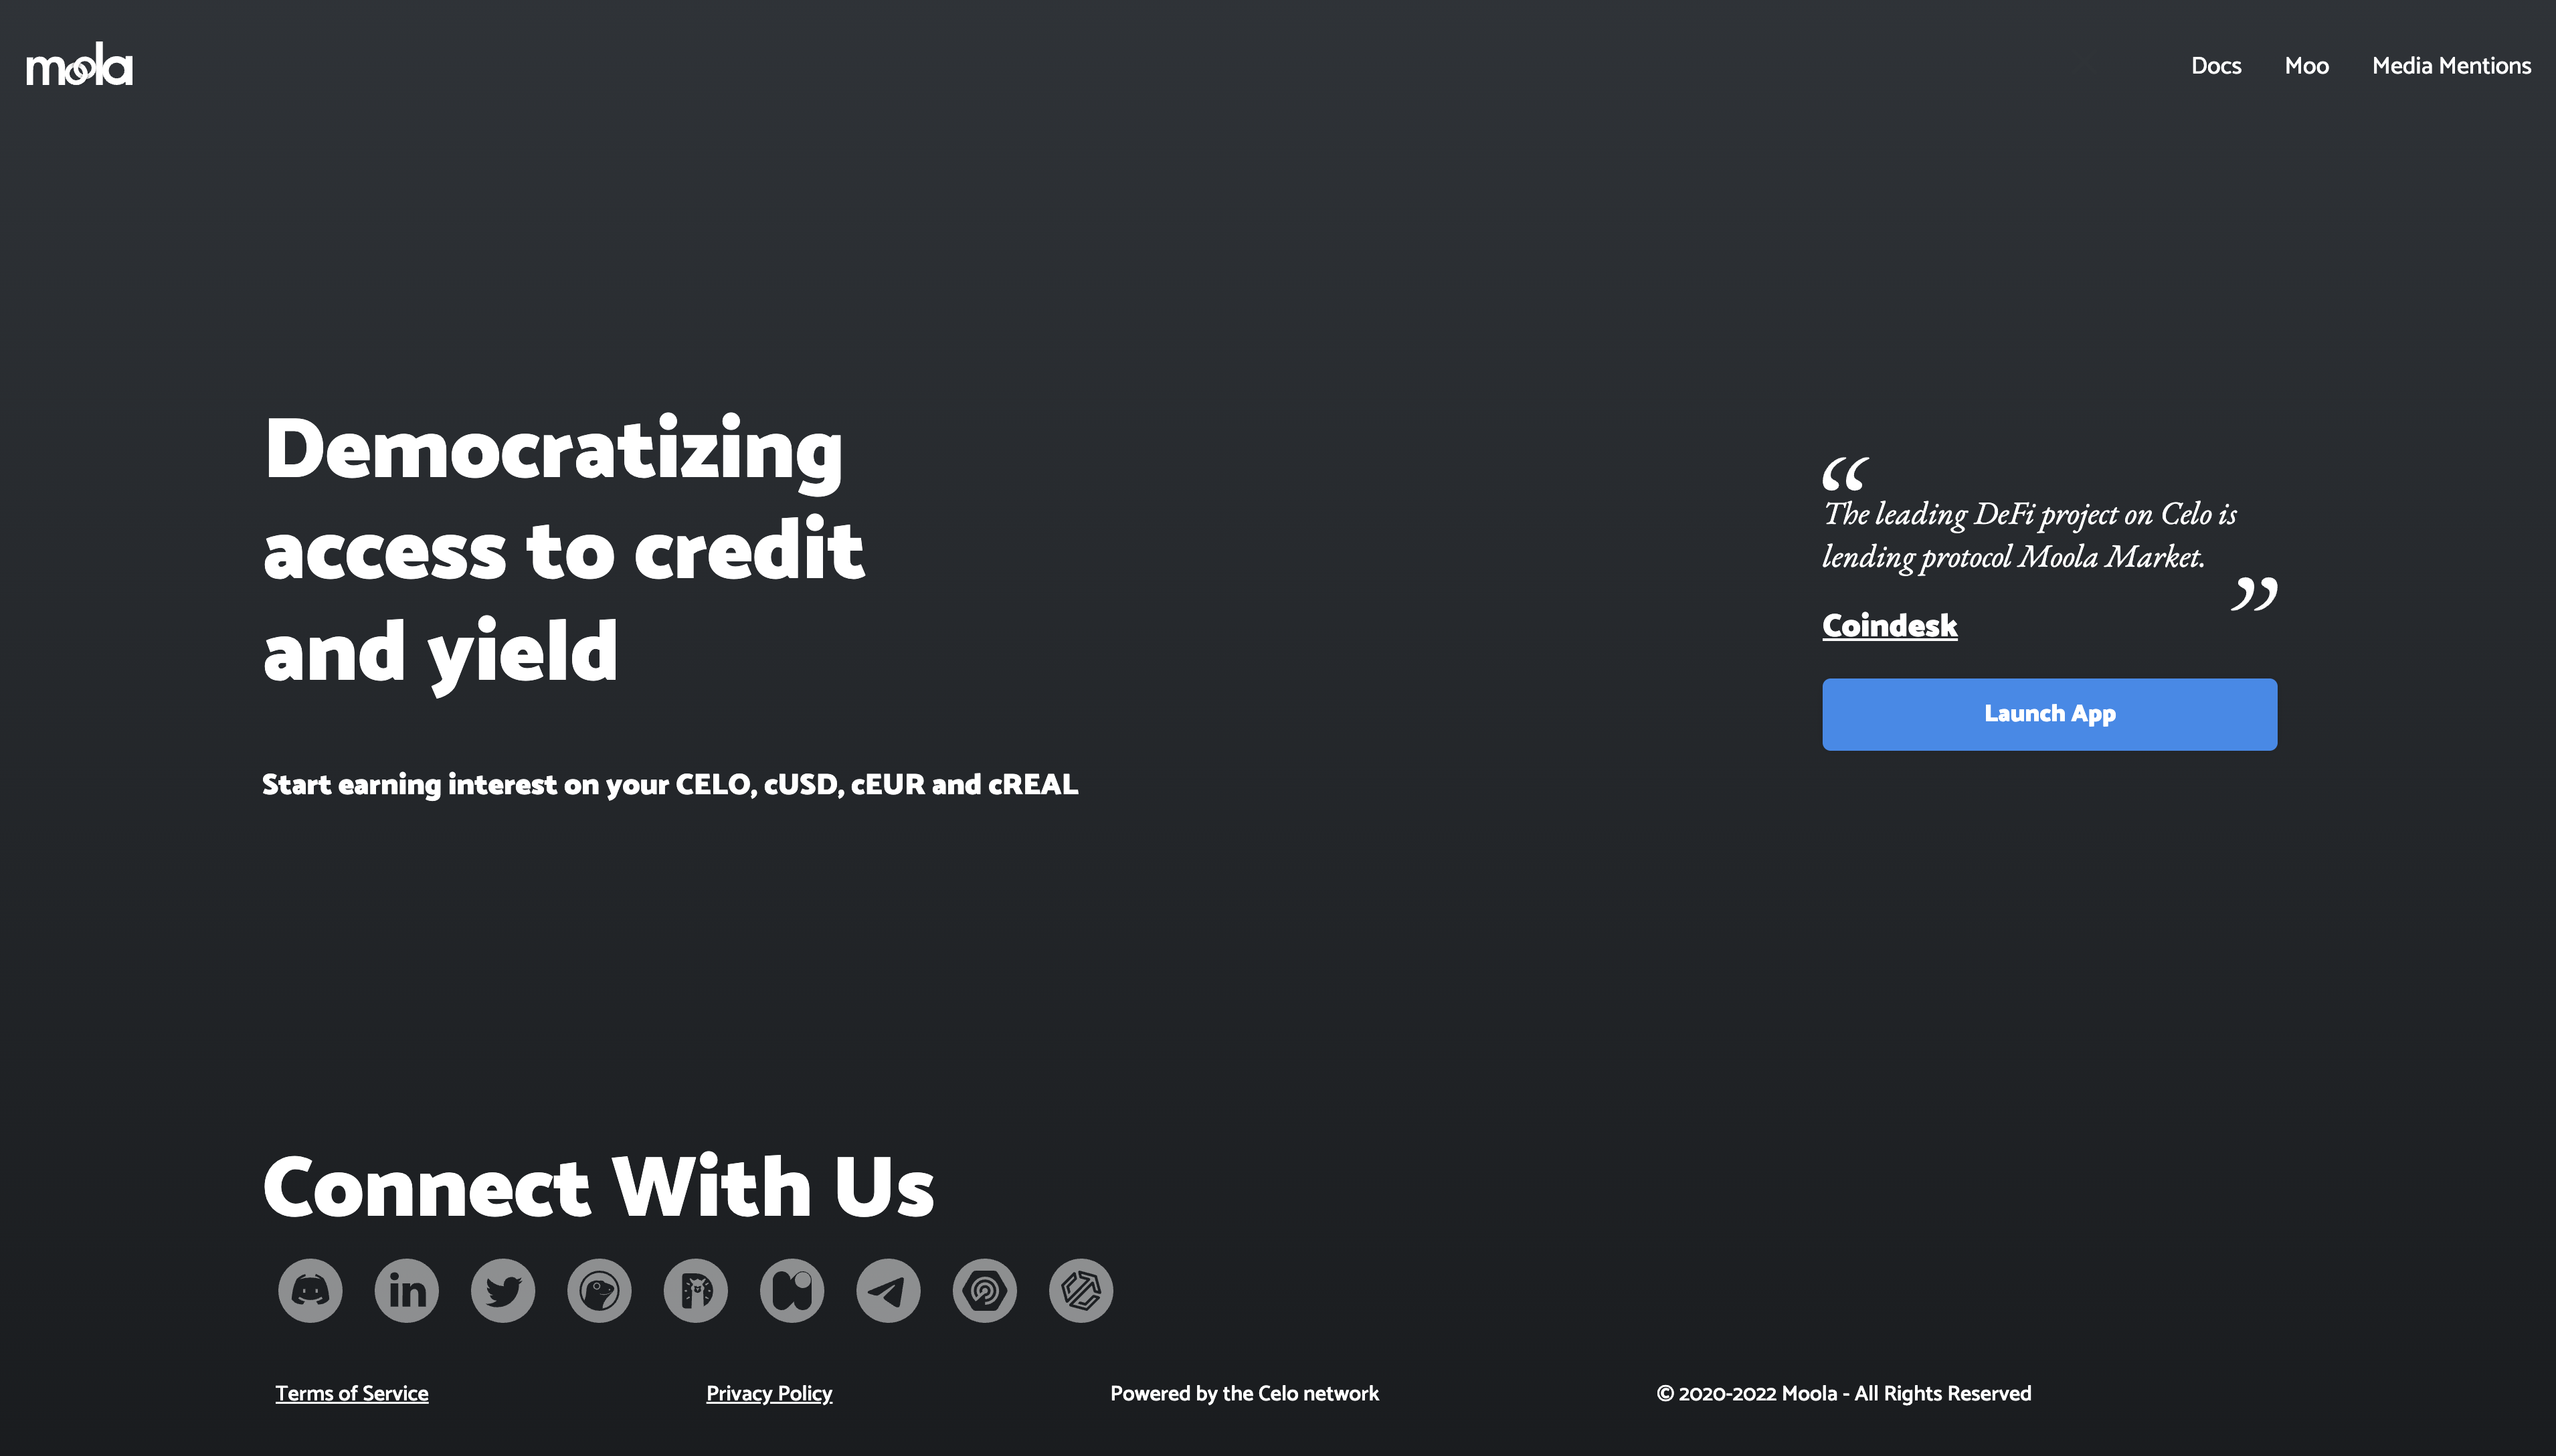 moola
Docs
Moo
Media Mentions
Democratizing
access to credit
and yield
Start earning interest on your CELO, cUSD, cEUR and cREAL
“
The leading DeFi project on Celo is
lending protocol Moola Market.
”
Coindesk
Launch App
Connect With Us
in
Terms of Service
Privacy Policy
Powered by the Celo network
© 2020-2022 Moola - All Rights Reserved